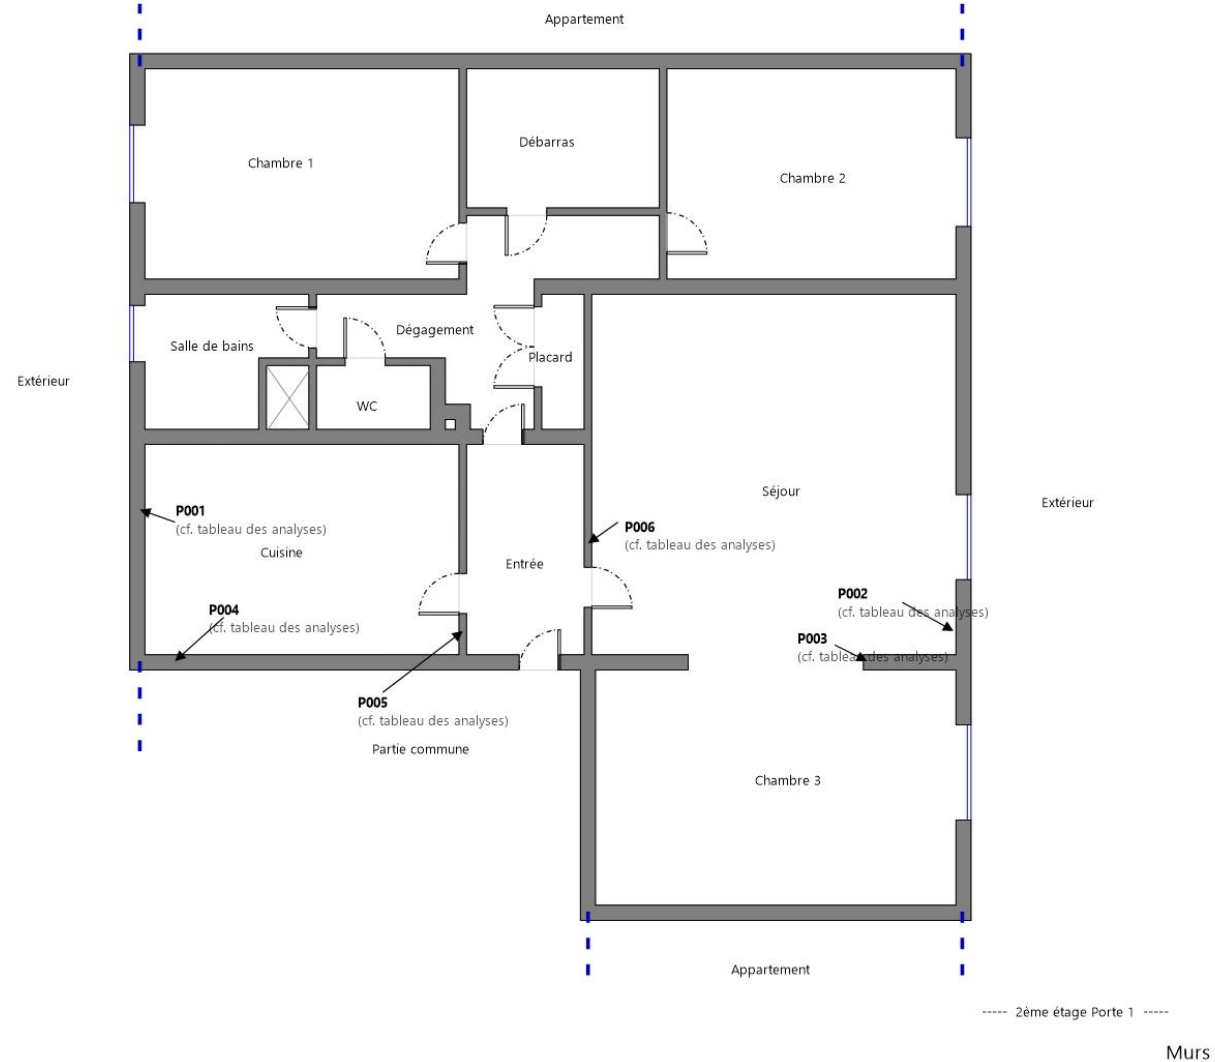 Appartement
Débarras
Chambre 1
Chambre 2
Dégagement
Salle de bains
Placard
Extérieur
WC
Séjour
Extérieur
P001
(cf. tableau des analyses)
P006
(cf. tableau des analyses)
Cuisine
Entrée
P002
(cf. tableau des analyses)
P004
(cf. tableau des analyses)
P003
(cf. tableau des analyses)
P005
(cf. tableau des analyses)
Partie commune
Chambre 3
Appartement
----- 2ème étage Porte 1 -----
Murs